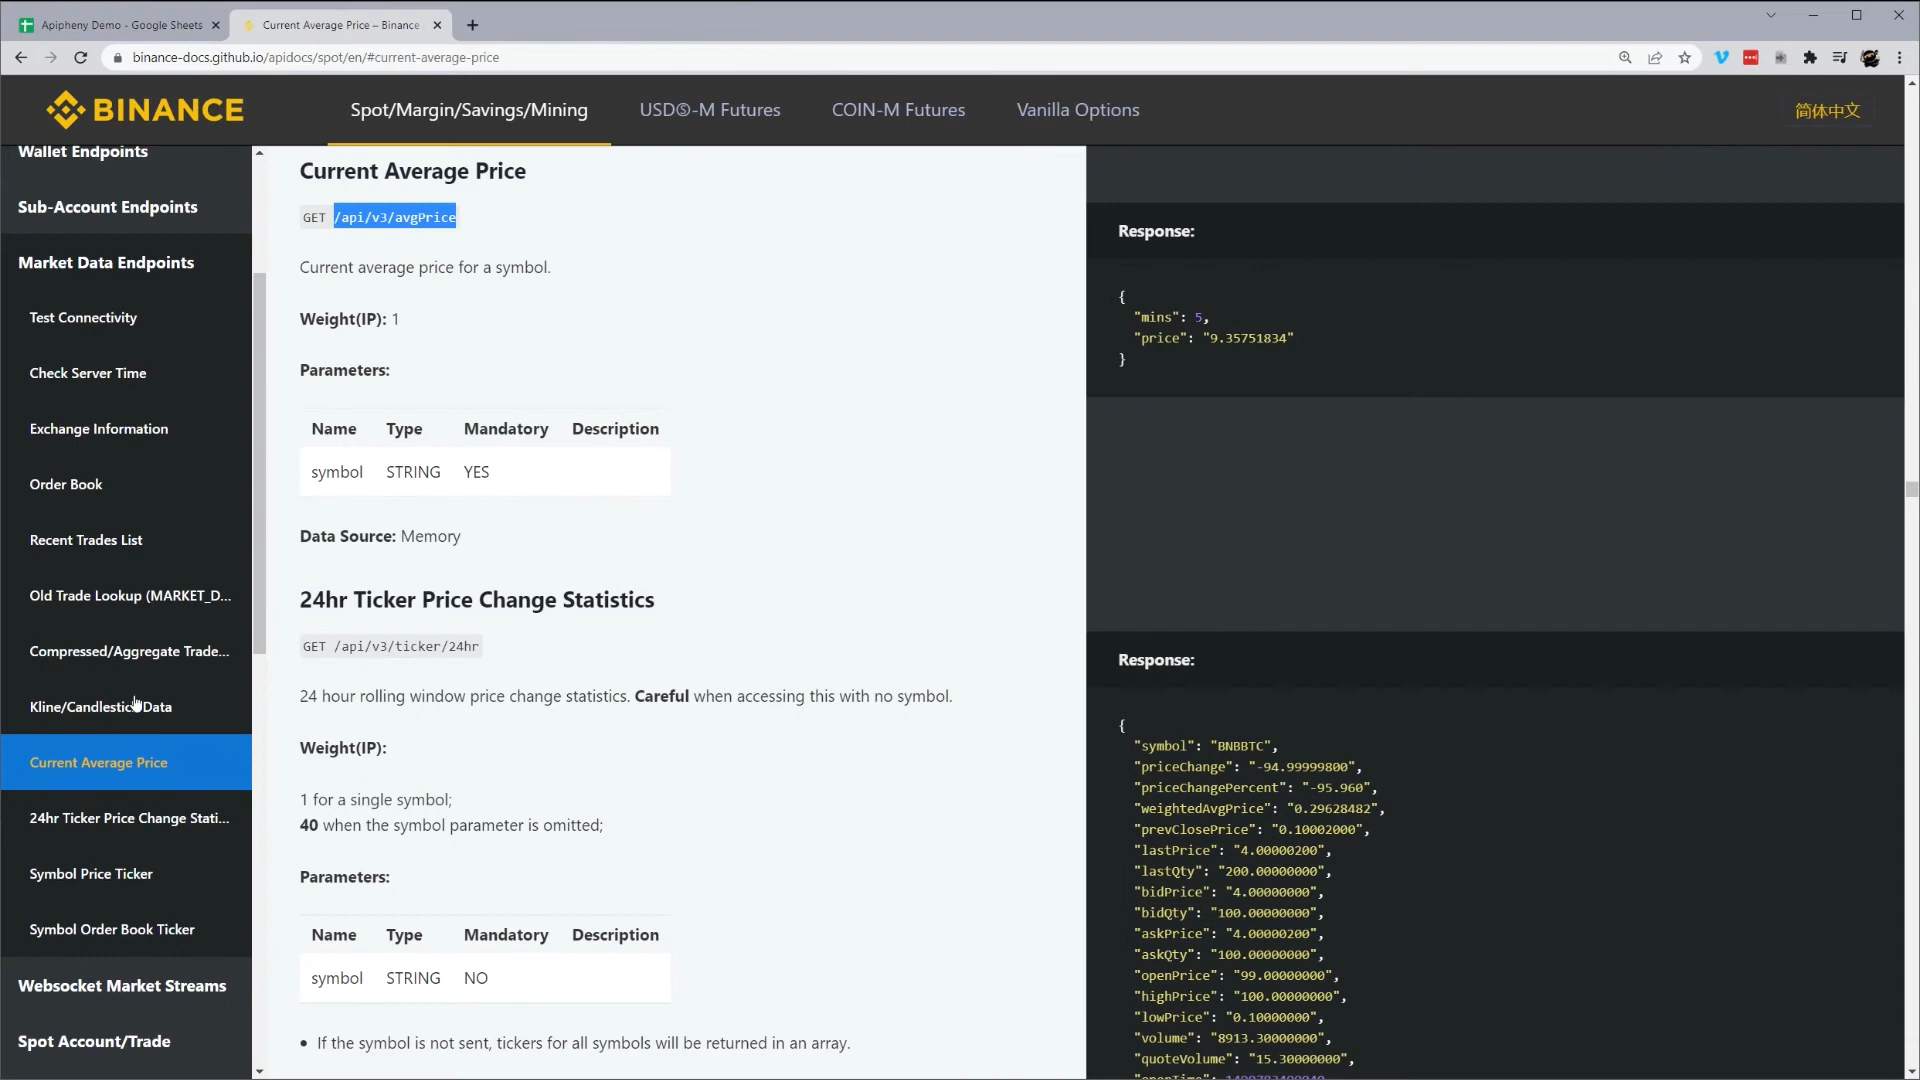 Apipheny Demo - Google Sheets
Current Average Price – Binance
binance-docs.github.io/apidocs/spot/en/#current-average-price
BINANCE
Spot/Margin/Savings/Mining
USDⓈ-M Futures
COIN-M Futures
Vanilla Options
简体中文
Wallet Endpoints
Sub-Account Endpoints
Market Data Endpoints
Test Connectivity
Check Server Time
Exchange Information
Order Book
Recent Trades List
Old Trade Lookup (MARKET_D...
Compressed/Aggregate Trade...
Kline/Candlestick Data
Current Average Price
24hr Ticker Price Change Stati...
Symbol Price Ticker
Symbol Order Book Ticker
Websocket Market Streams
Spot Account/Trade
Current Average Price
GET /api/v3/avgPrice
Current average price for a symbol.
Weight(IP): 1
Parameters:
Name Type Mandatory Description
symbol STRING YES
Data Source: Memory
24hr Ticker Price Change Statistics
GET /api/v3/ticker/24hr
24 hour rolling window price change statistics. Careful when accessing this with no symbol.
Weight(IP):
1 for a single symbol;
40 when the symbol parameter is omitted;
Parameters:
Name Type Mandatory Description
symbol STRING NO
• If the symbol is not sent, tickers for all symbols will be returned in an array.
Response:
{
"mins": 5,
"price": "9.35751834"
}
Response:
{
"symbol": "BNBBTC",
"priceChange": "-94.99999800",
"priceChangePercent": "-95.960",
"weightedAvgPrice": "0.29628482",
"prevClosePrice": "0.10002000",
"lastPrice": "4.00000200",
"lastQty": "200.00000000",
"bidPrice": "4.00000000",
"bidQty": "100.00000000",
"askPrice": "4.00000200",
"askQty": "100.00000000",
"openPrice": "99.00000000",
"highPrice": "100.00000000",
"lowPrice": "0.10000000",
"volume": "8913.30000000",
"quoteVolume": "15.30000000",